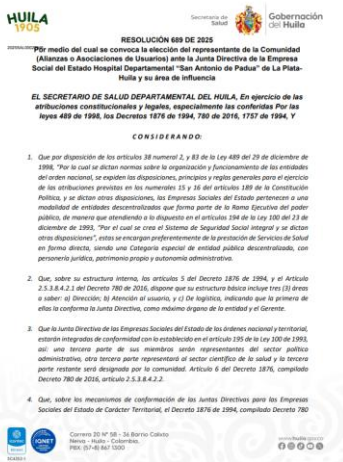 HUILA
1905
Secretaría de
Salud
Gobernación
del Huila
RESOLUCIÓN 689 DE 2025
Por medio del cual se convoca la elección del representante de la Comunidad
(Alianzas o Asociaciones de Usuarios) ante la Junta Directiva de la Empresa
Social del Estado Hospital Departamental "San Antonio de Padua" de La Plata-
Huila y su área de influencia
EL SECRETARIO DE SALUD DEPARTAMENTAL DEL HUILA, En ejercicio de las
atribuciones constitucionales y legales, especialmente las conferidas Por las
leyes 489 de 1998, los Decretos 1876 de 1994, 780 de 2016, 1757 de 1994, Y
CONSIDERANDO:
1. Que por disposición de los artículos 38 numeral 2, y 83 de la Ley 489 del 29 de diciembre de
1998, "Por la cual se dictan normas sobre la organización y funcionamiento de las entidades
del orden nacional, se expiden las disposiciones, principios y reglas generales para el ejercicio
de las atribuciones previstas en los numerales 15 y 16 del artículo 189 de la Constitución
Política, y se dictan otras disposiciones, las Empresas Sociales del Estado pertenecen a una
modalidad de entidades descentralizadas que forma parte de la Rama Ejecutiva del poder
público, de manera que atendiendo a lo dispuesto en el artículo 194 de la Ley 100 del 23 de
diciembre de 1993, "Por el cual se crea el Sistema de Seguridad Social integral y se dictan
otras disposiciones", estas se encargan preferentemente de la prestación de Servicios de Salud
en forma directa, siendo una Categoría especial de entidad pública descentralizada, con
personería jurídica, patrimonio propio y autonomía administrativa.
2. Que, sobre su estructura interna, los artículos 5 del Decreto 1876 de 1994, y el Artículo
2.5.3.8.4.2.1 del Decreto 780 de 2016, dispone que su estructura básica incluye tres (3) áreas
a saber: a) Dirección; b) Atención al usuario, y c) De logística, indicando que la primera de
ellas la conforma la Junta Directiva, como máximo órgano de la entidad y el Gerente.
3. Que la Junta Directiva de las Empresas Sociales del Estado de los órdenes nacional y territorial,
estarán integradas de conformidad con lo establecido en el artículo 195 de la Ley 100 de 1993,
así: una tercera parte de sus miembros serán representantes del sector político
administrativo, otra tercera parte representará al sector científico de la salud y la tercera
parte restante será designada por la comunidad. Artículo 6 del Decreto 1876, compilado
Decreto 780 de 2016, artículo 2.5.3.8.4.2.2.
4. Que, sobre los mecanismos de conformación de las Juntas Directivas para las Empresas
Sociales del Estado de Carácter Territorial, el Decreto 1876 de 1994, compilado Decreto 780
IQNET
Carrera 20 Nº 5B - 36 Barrio Calixto
Neiva - Huila - Colombia.
PBX: (57+8) 867 1300
www.huila.gov.co